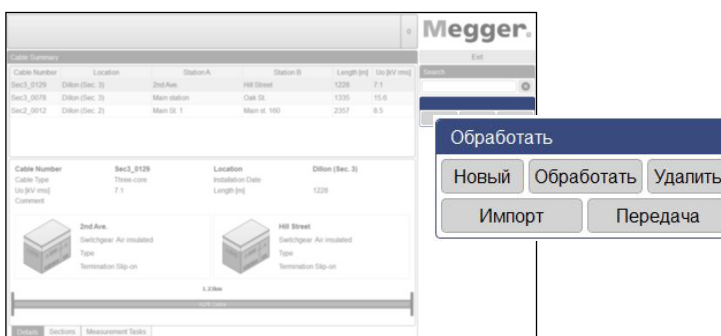 0
Megger.
Cable Summary
Exit
Cable Number Location Station A Station B Length [m] Uo [kV rms]
Search
Sec3_0129 Dillon (Sec. 3) 2nd Ave. Hill Street 1228 7.1
Sec3_0078 Dillon (Sec. 3) Main station Oak St. 1335 15.6
Sec2_0012 Dillon (Sec. 2) Main St. 1 Main st. 160 2357 8.5
Обработать
Новый Обработать Удалить
Импорт Передача
Cable Number Sec3_0129 Location Dillon (Sec. 3)
Cable Type Three-core Installation Date
Uo [kV rms] 7.1 Length [m] 1228
Comment
2nd Ave. Hill Street
Switchgear Air insulated Switchgear Air insulated
Type Type
Termination Slip-on Termination Slip-on
1.23km
Details Sections Measurement Tasks